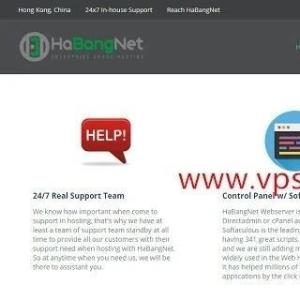 Hong Kong, China 24x7 In-house Support Reach HaBangNet
HaBangNet
ENTERPRISE GRADE HOSTING
HELP!
www.vps
24/7 Real Support Team
We know how important when come to
support in hosting, that's why we have at
least a team of support team standby at all
time to provide all our customers with their
support need when hosting with HaBangNet.
So at anytime when you need us, we will be
there to assistant you.
Control Panel w/ Sof
HaBangNet Webserver is
Directadmin or cPanel a
Softaculous is the leadin
having 341 great scripts,
and we are still adding m
widely used in the Web H
it has helped millions of
applications by the click